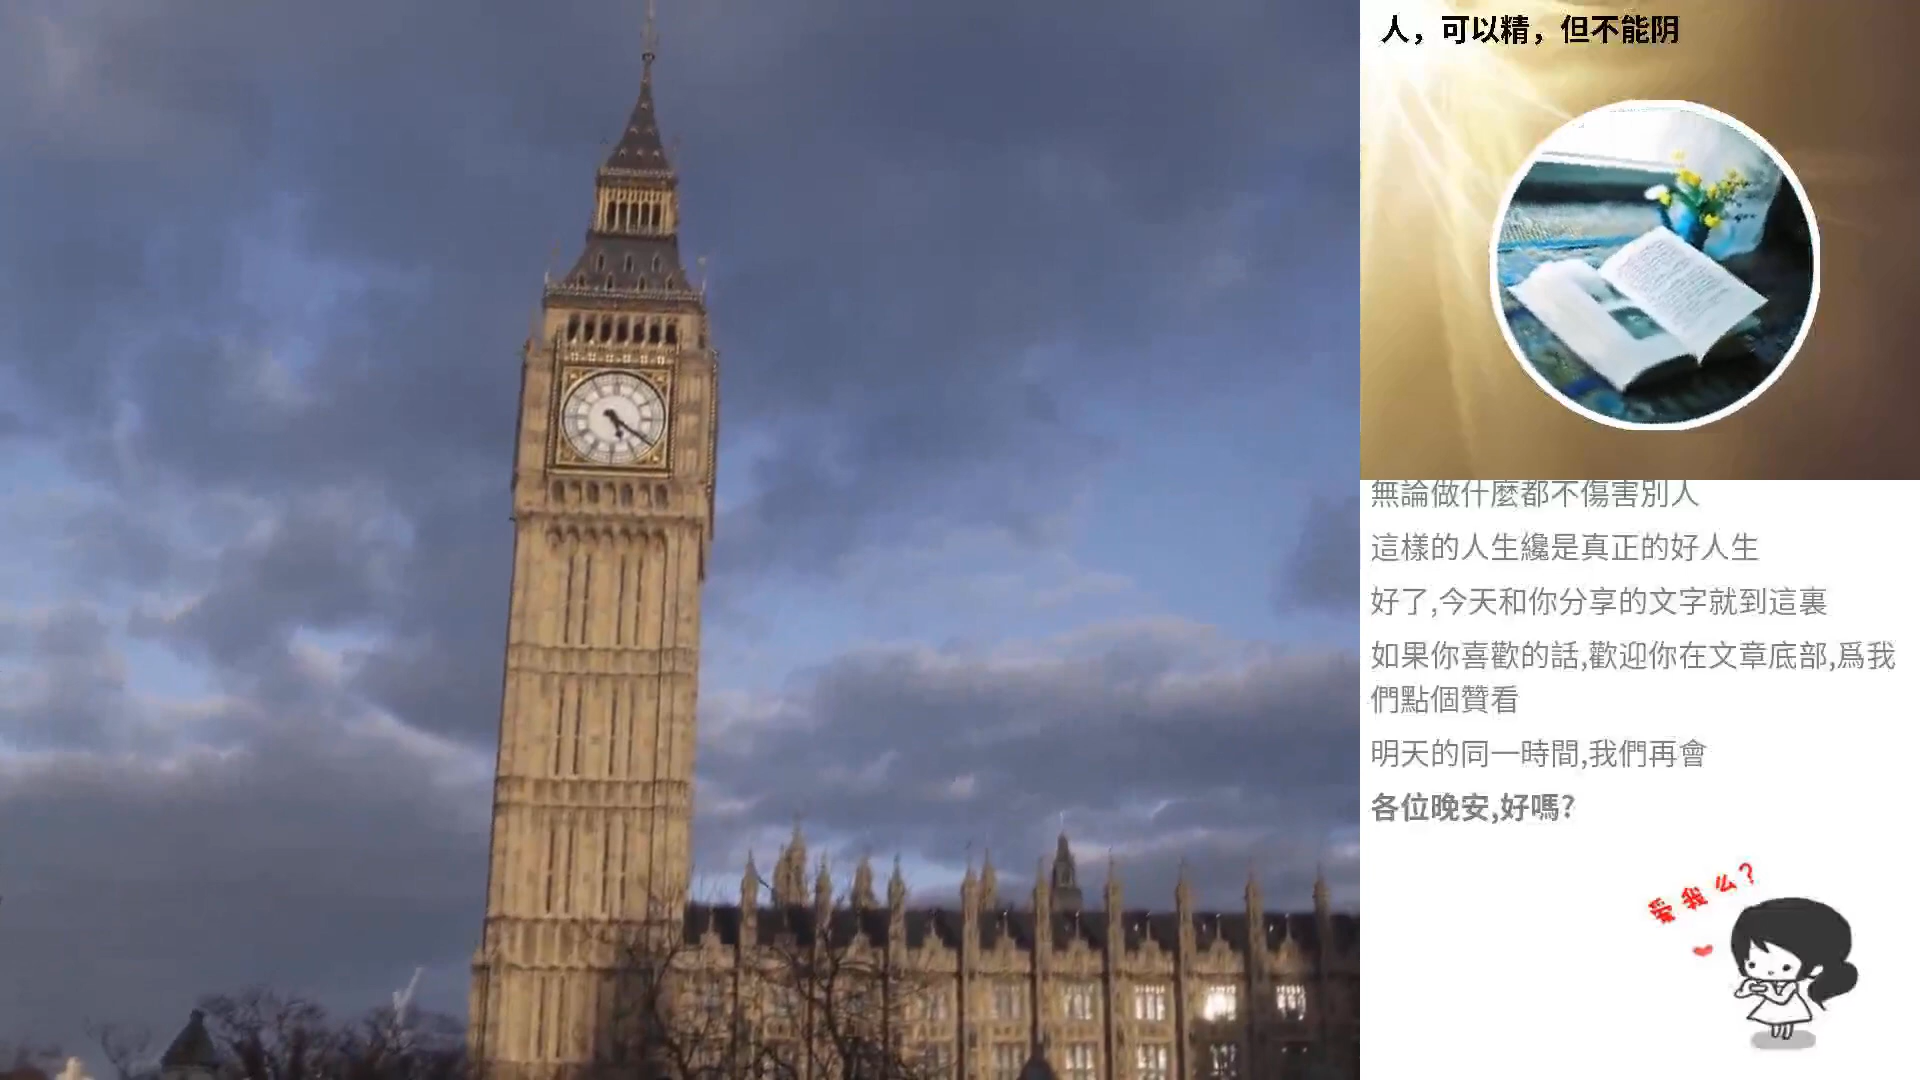 人，可以精，但不能阴
無論做什麼都不傷害別人
這樣的人生纔是真正的好人生
好了,今天和你分享的文字就到這裏
如果你喜歡的話,歡迎你在文章底部,爲我
們點個贊看
明天的同一時間,我們再會
各位晚安,好嗎?
爱我么?